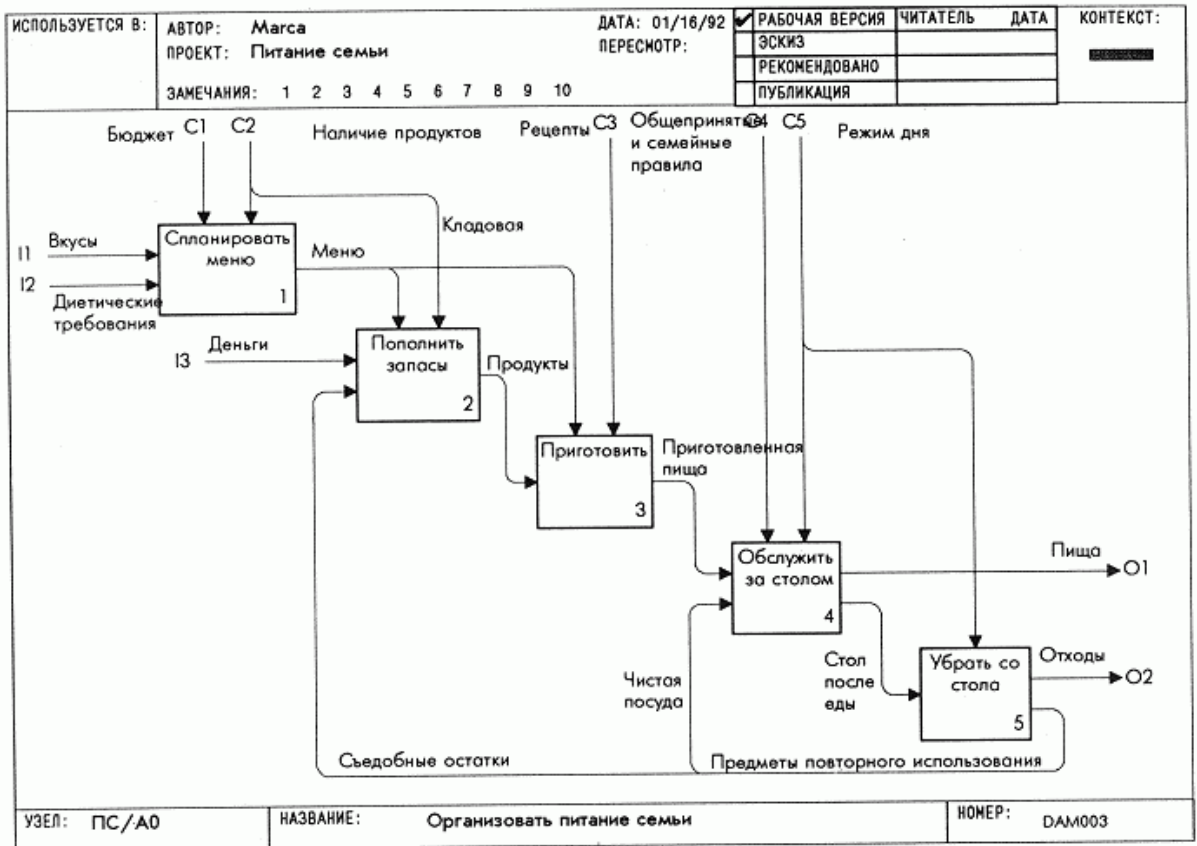 ИСПОЛЬЗУЕТСЯ В:
АВТОР: Marca
ДАТА: 01/16/92
ПРОЕКТ: Питание семьи
ПЕРЕСМОТР:
ЗАМЕЧАНИЯ: 1 2 3 4 5 6 7 8 9 10
РАБОЧАЯ ВЕРСИЯ
ЭСКИЗ
РЕКОМЕНДОВАНО
ПУБЛИКАЦИЯ
ЧИТАТЕЛЬ ДАТА
КОНТЕКСТ:
Бюджет C1
C2 Наличие продуктов
Рецепты C3
Общепринятые C4
и семейные
правила
C5 Режим дня
Кладовая
I1 Вкусы
I2 Диетические
требования
Спланировать
меню
1
Меню
I3 Деньги
Пополнить
запасы
2
Продукты
Приготовить
3
Приготовленная
пища
Обслужить
за столом
4
Пища O1
Стол
после
еды
Чистая
посуда
Убрать со
стола
5
Отходы O2
Съедобные остатки
Предметы повторного использования
УЗЕЛ: ПС/А0
НАЗВАНИЕ: Организовать питание семьи
НОМЕР: DAM003